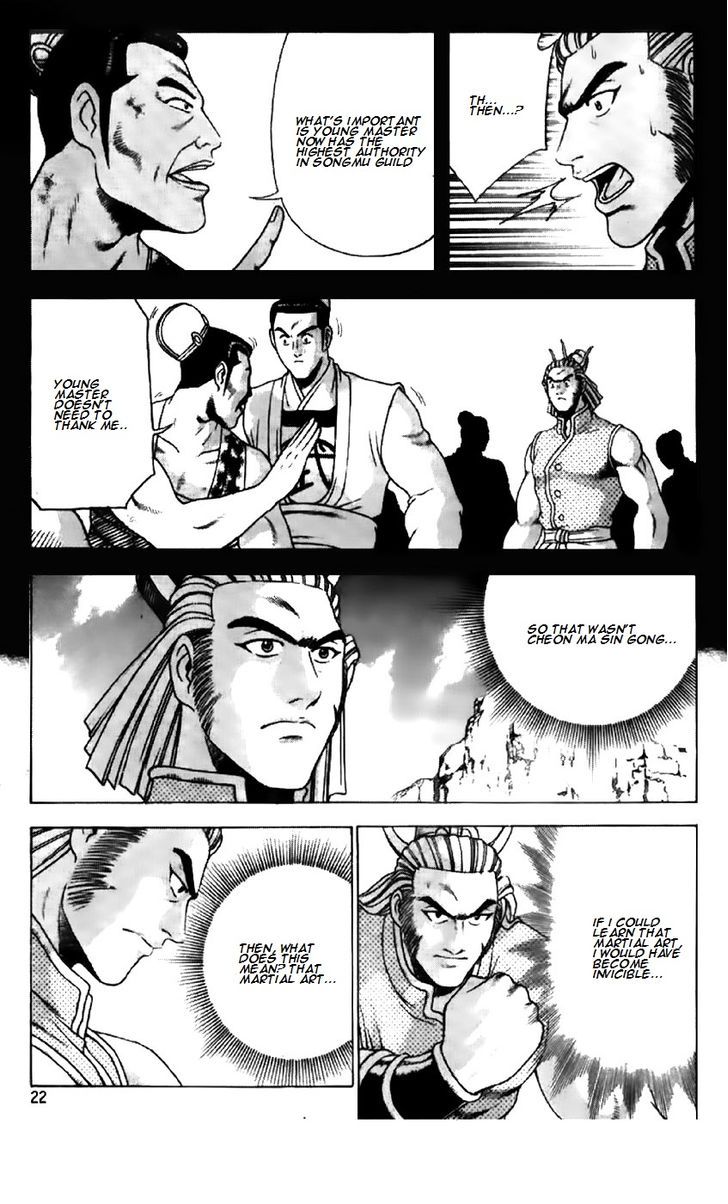 WHAT'S IMPORTANT
IS YOUNG MASTER
NOW HAS THE
HIGHEST AUTHORITY
IN SONGMU GUILD
TH...
THEN...?
YOUNG
MASTER
DOESN'T
NEED TO
THANK ME..
SO THAT WASN'T
CHEON MA SIN GONG...
THEN, WHAT
DOES THIS
MEAN? THAT
MARTIAL ART...
IF I COULD
LEARN THAT
MARTIAL ART,
I WOULD HAVE
BECOME
INVICIBLE...
22